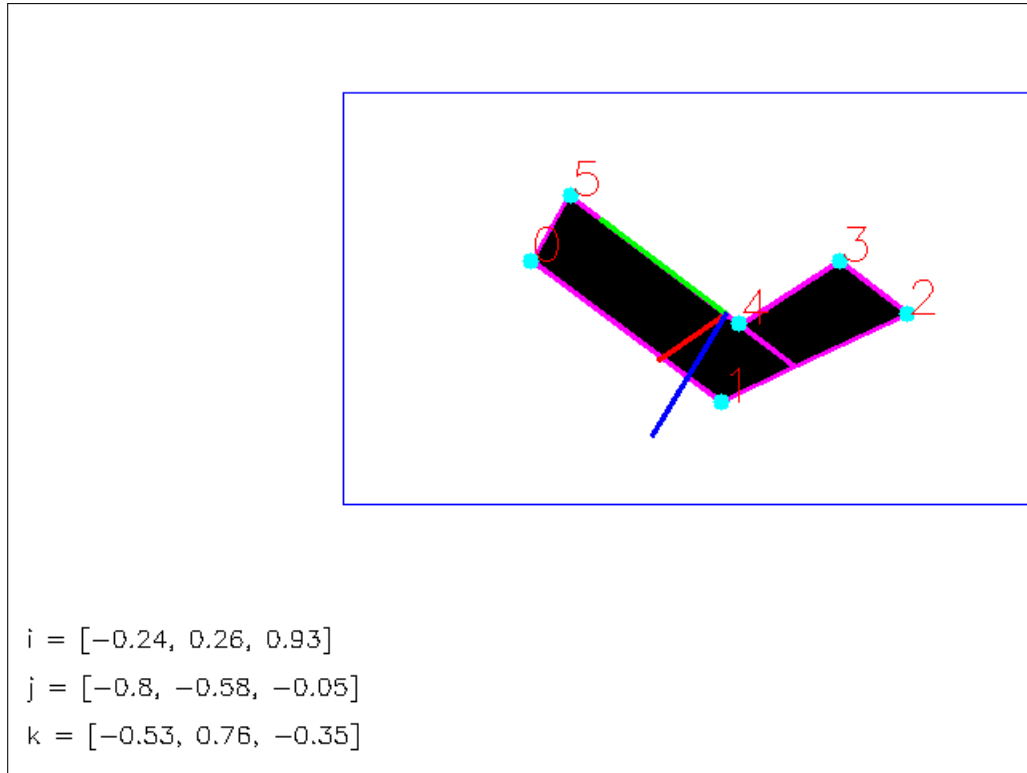 5
0
3
4
2
1
i = [−0.24, 0.26, 0.93]
j = [−0.8, −0.58, −0.05]
k = [−0.53, 0.76, −0.35]